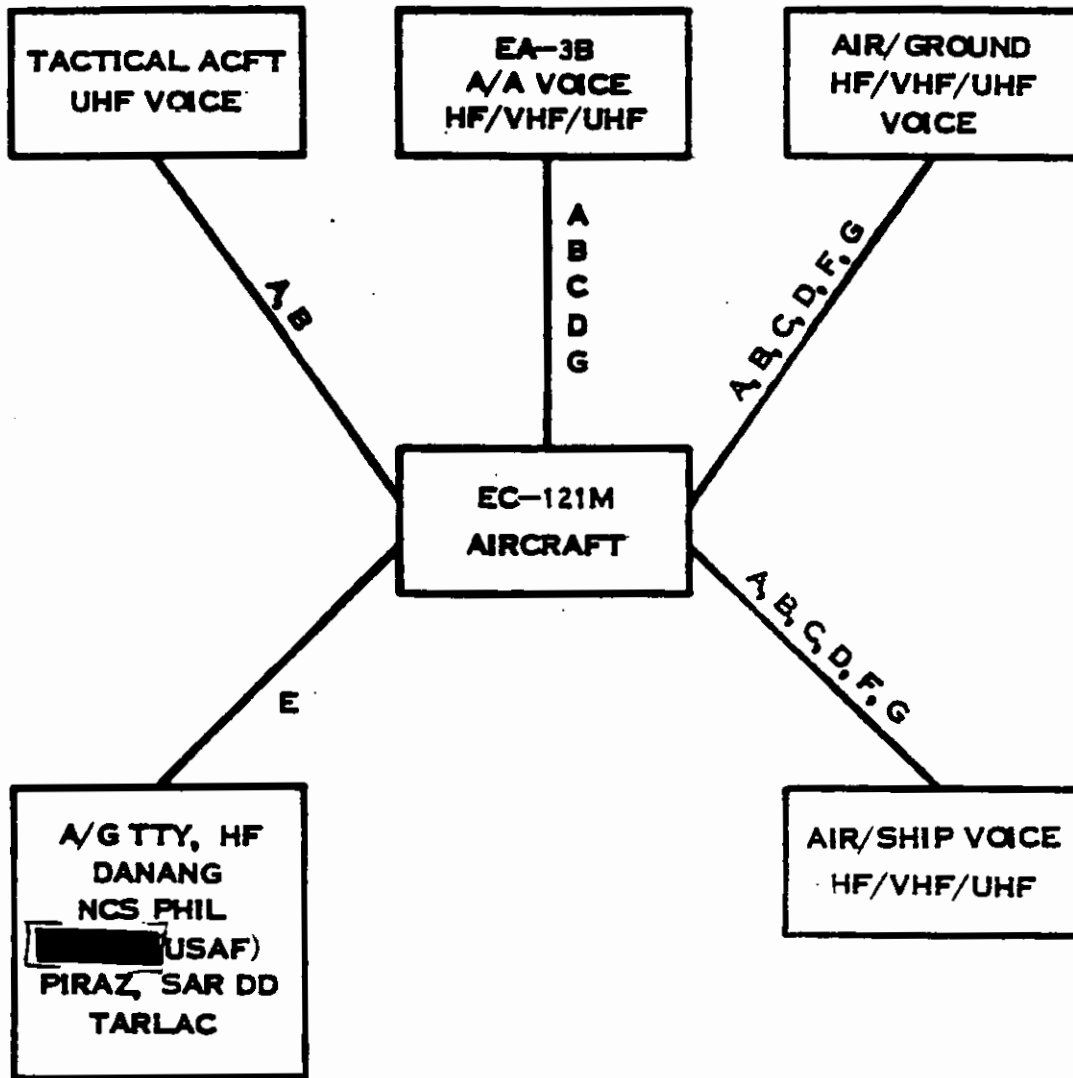 TACTICAL ACFT
UHF VOICE
EA-3B
A/A VOICE
HF/VHF/UHF
AIR/GROUND
HF/VHF/UHF
VOICE
A, B
A
B
C
D
G
A, B, C, D, F, G
EC-121M
AIRCRAFT
E
A, B, C, D, F, G
A/G TTY, HF
DANANG
NCS PHIL
USAF)
PIRAZ, SAR DD
TARLAC
AIR/SHIP VOICE
HF/VHF/UHF